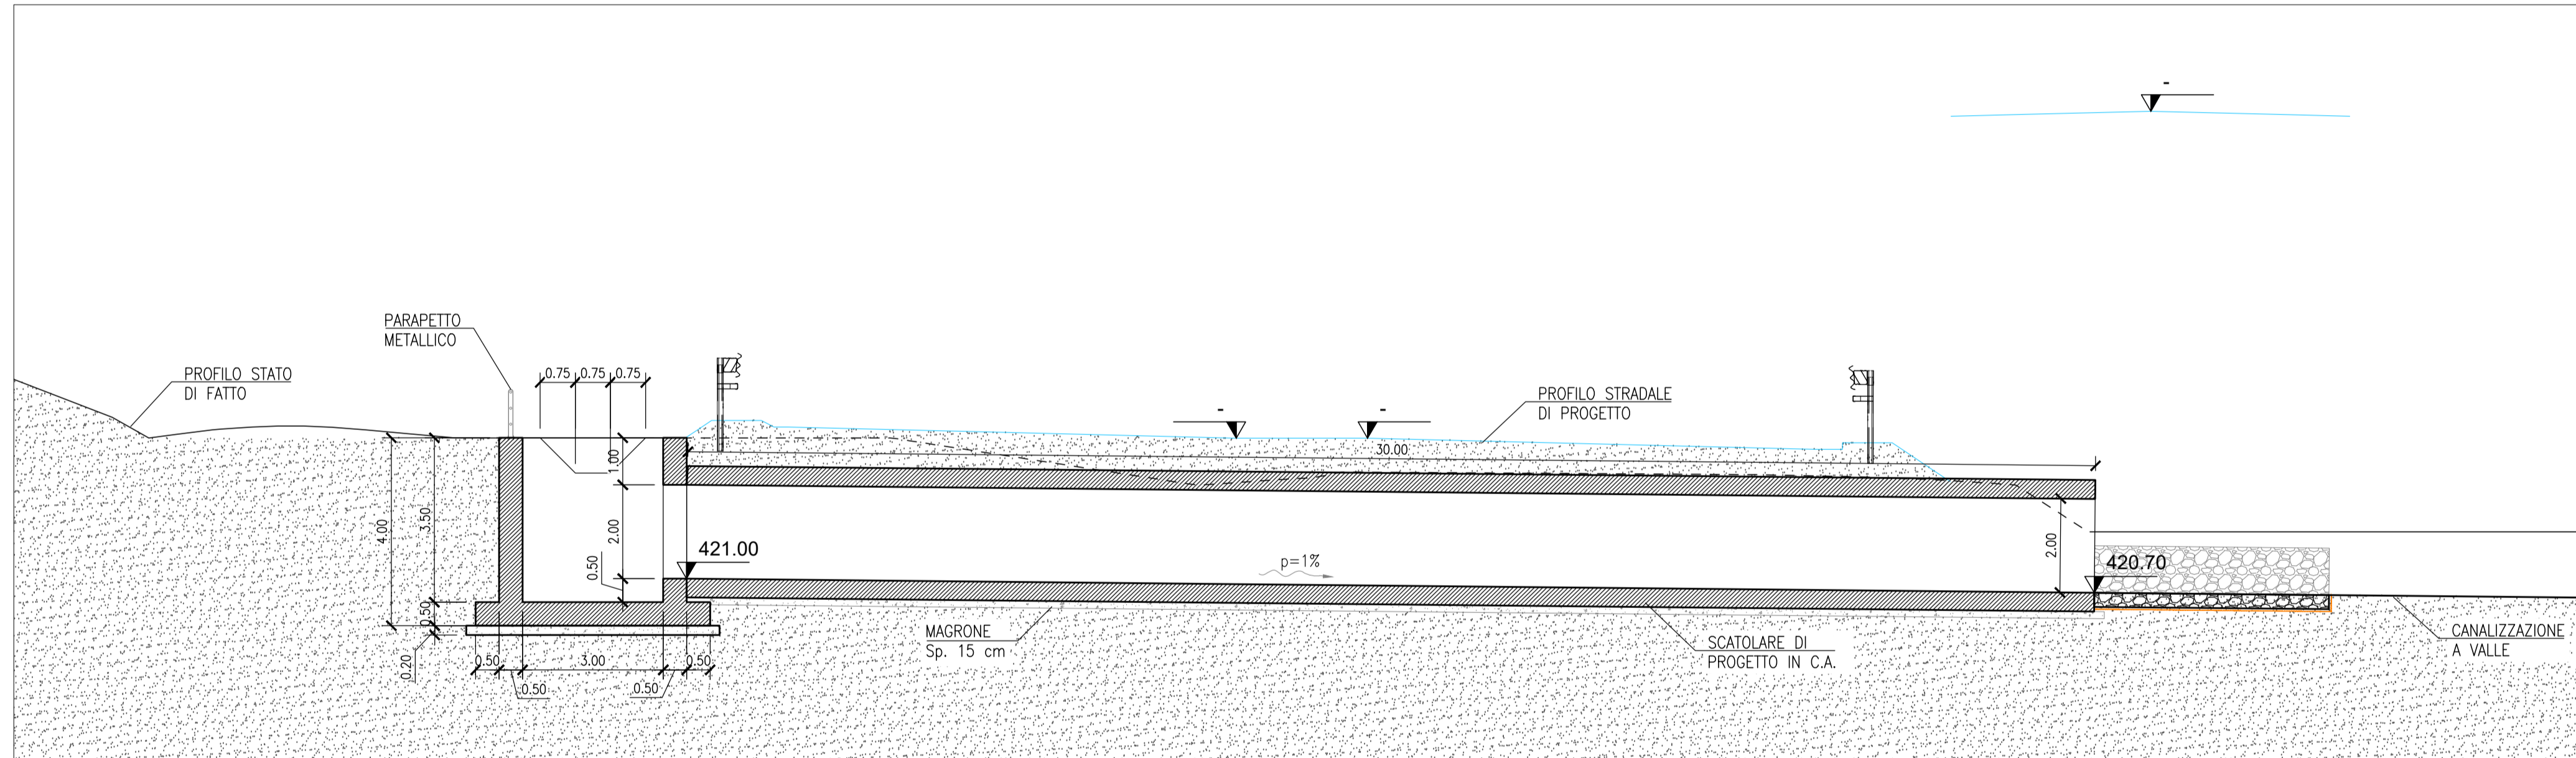 -
PARAPETTO
METALLICO
PROFILO STATO
DI FATTO
0.75 0.75 0.75
PROFILO STRADALE
DI PROGETTO
- -
30.00
1.00
4.00
3.50
2.00
0.50
421.00
p=1%
2.00
420.70
0.50
0.20
MAGRONE
Sp. 15 cm
SCATOLARE DI
PROGETTO IN C.A.
CANALIZZAZIONE
A VALLE
0.50 3.00 0.50
0.50 0.50